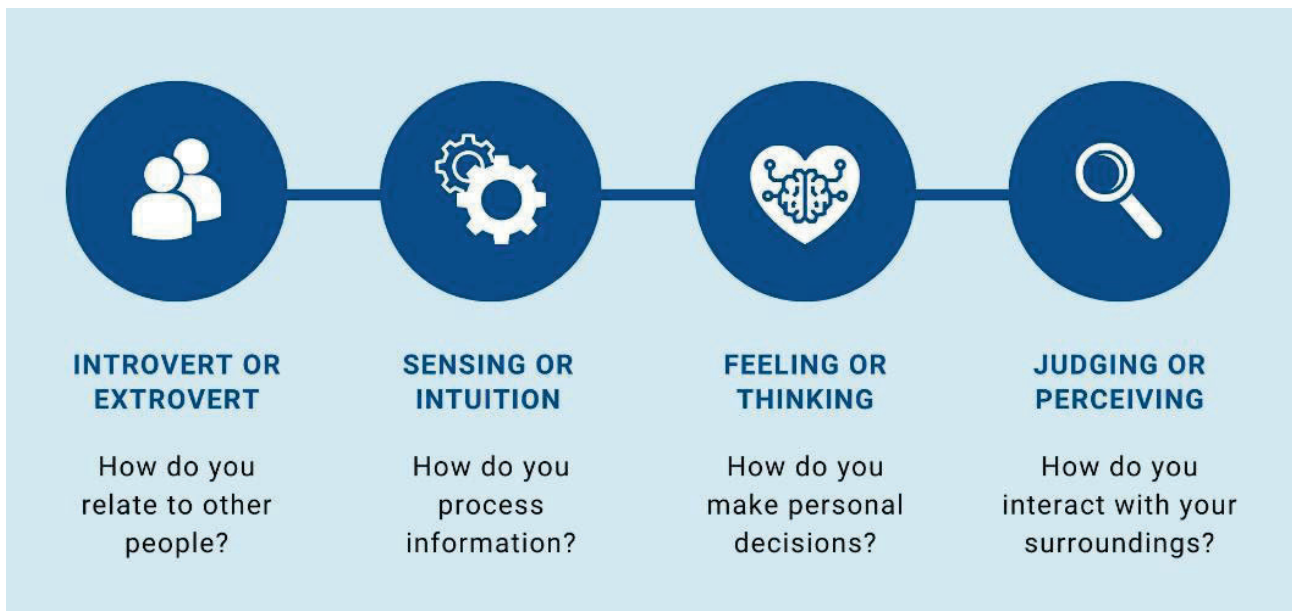 INTROVERT OR
EXTROVERT
How do you
relate to other
people?
SENSING OR
INTUITION
How do you
process
information?
FEELING OR
THINKING
How do you
make personal
decisions?
JUDGING OR
PERCEIVING
How do you
interact with your
surroundings?